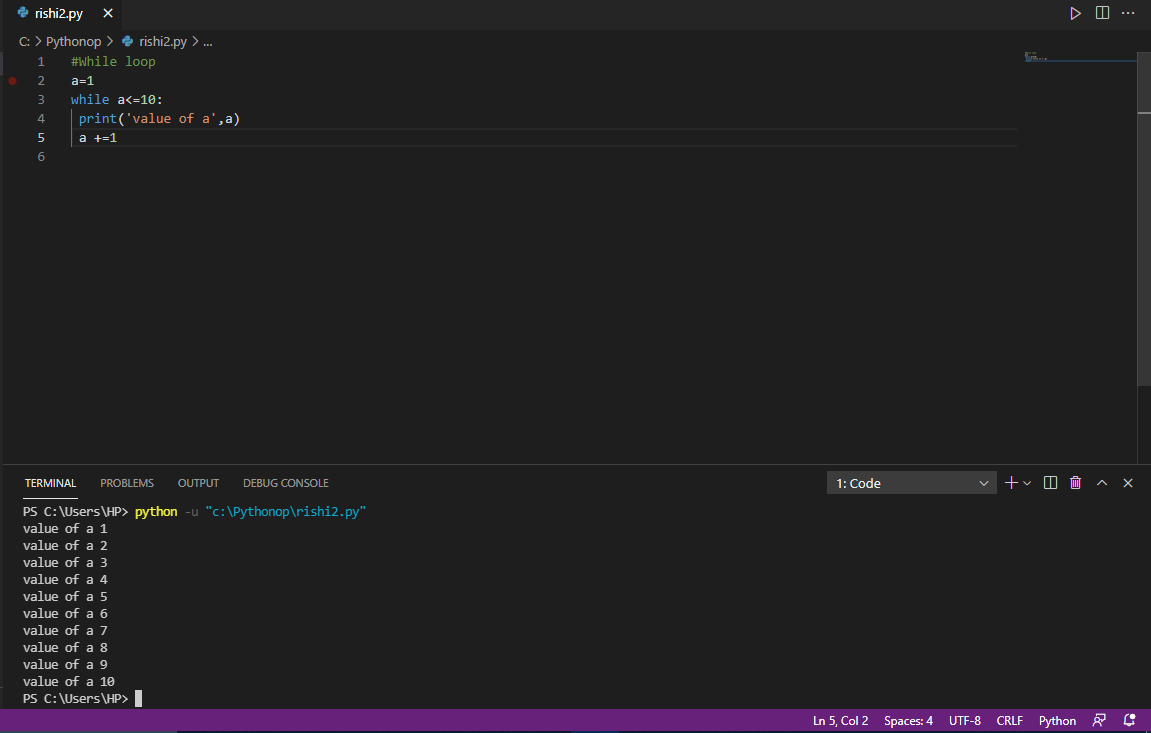 rishi2.py
C: > Pythonop > rishi2.py > ...
1 #While loop
2 a=1
3 while a<=10:
4  print('value of a',a)
5  a +=1
6
TERMINAL PROBLEMS OUTPUT DEBUG CONSOLE 1: Code
PS C:\Users\HP> python -u "c:\Pythonop\rishi2.py"
value of a 1
value of a 2
value of a 3
value of a 4
value of a 5
value of a 6
value of a 7
value of a 8
value of a 9
value of a 10
PS C:\Users\HP>
Ln 5, Col 2 Spaces: 4 UTF-8 CRLF Python